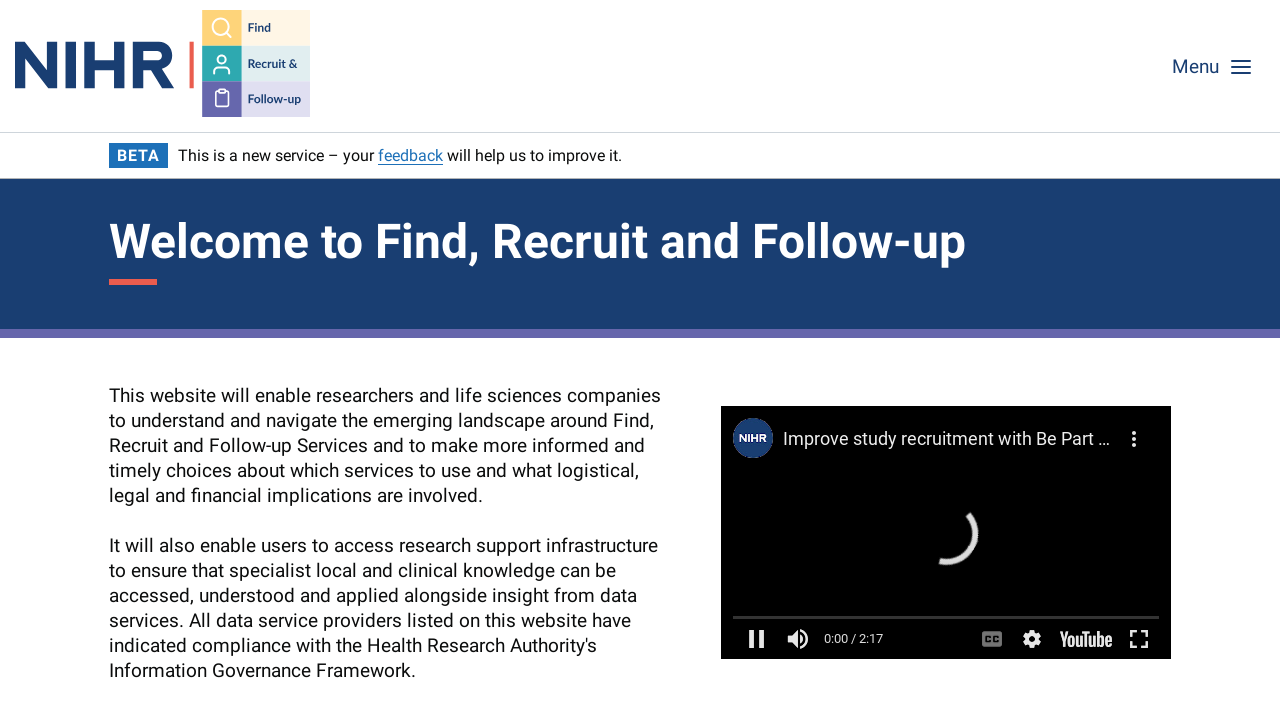 NIHR
Find
Recruit &
Follow-up
Menu
BETA This is a new service – your feedback will help us to improve it.
Welcome to Find, Recruit and Follow-up
This website will enable researchers and life sciences companies
to understand and navigate the emerging landscape around Find,
Recruit and Follow-up Services and to make more informed and
timely choices about which services to use and what logistical,
legal and financial implications are involved.
It will also enable users to access research support infrastructure
to ensure that specialist local and clinical knowledge can be
accessed, understood and applied alongside insight from data
services. All data service providers listed on this website have
indicated compliance with the Health Research Authority's
Information Governance Framework.
NIHR Improve study recruitment with Be Part ...
0:00 / 2:17 CC YouTube